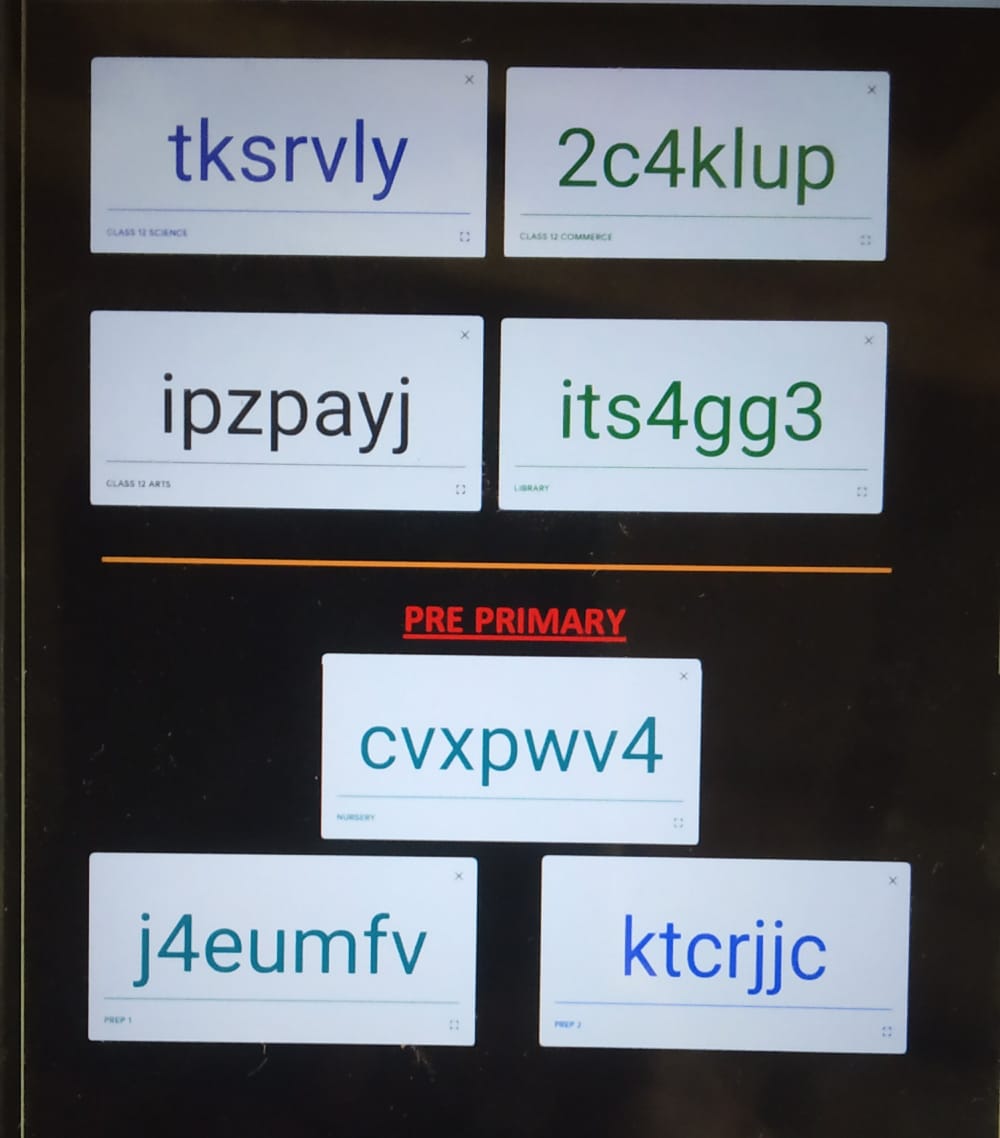 tksrvly
CLASS 12 SCIENCE
2c4klup
CLASS 12 COMMERCE
ipzpayj
CLASS 12 ARTS
its4gg3
LIBRARY
PRE PRIMARY
cvxpwv4
NURSERY
j4eumfv
PREP 1
ktcrjjc
PREP 2